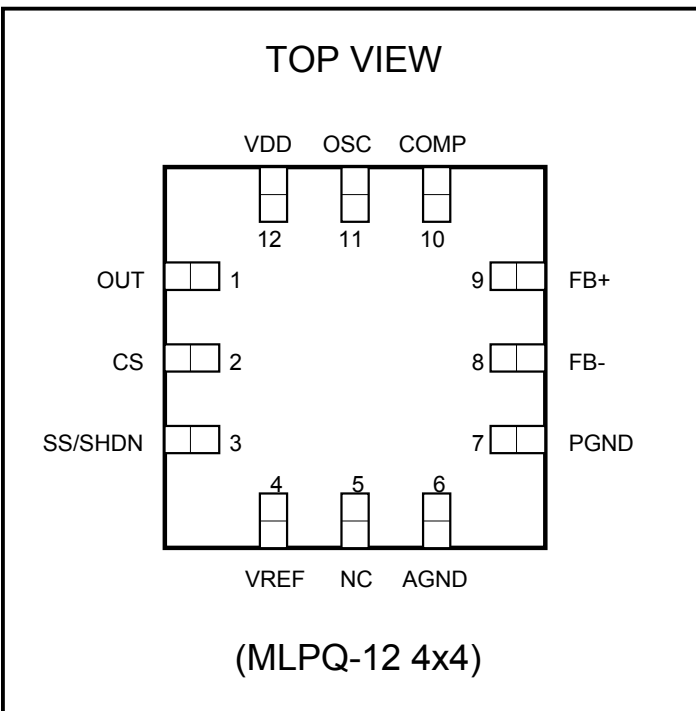 TOP VIEW
VDD OSC COMP
12 11 10
OUT 1 9 FB+
CS 2 8 FB-
SS/SHDN 3 7 PGND
4 5 6
VREF NC AGND
(MLPQ-12 4x4)